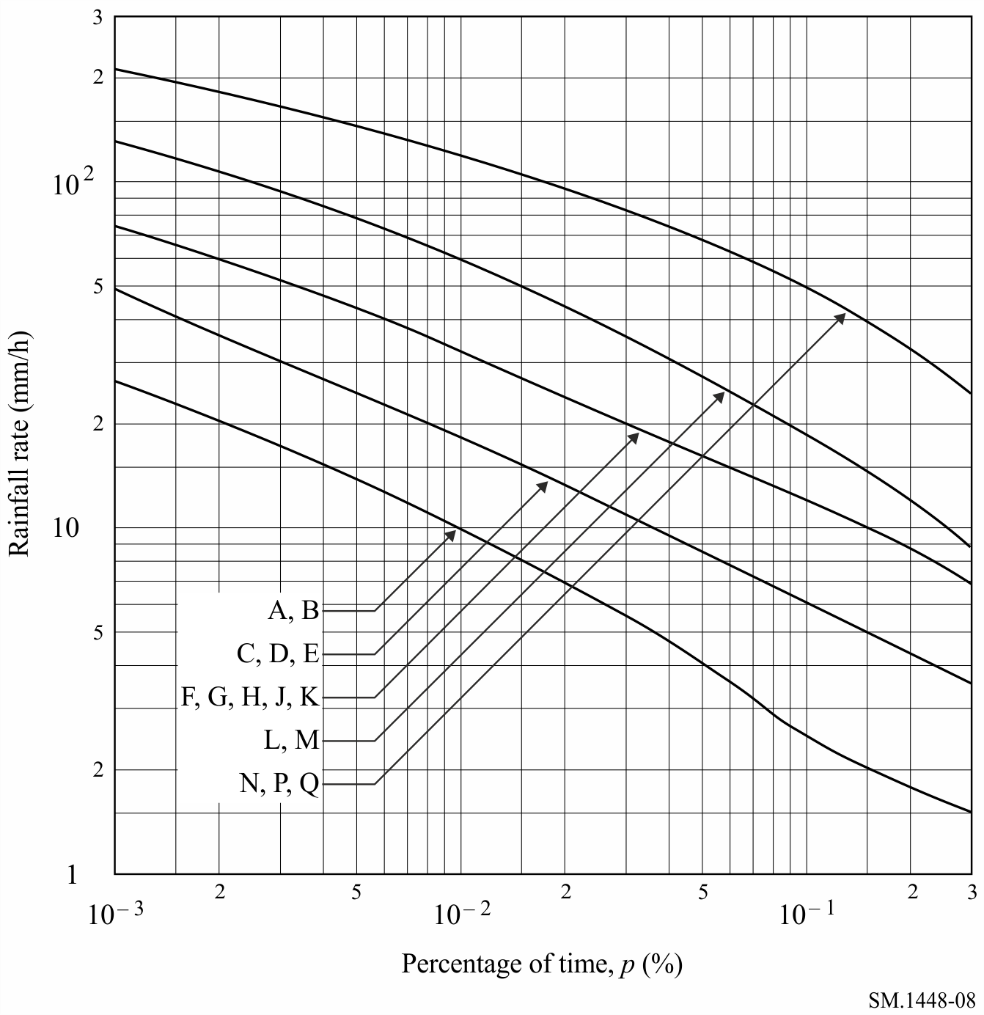 3
2
10²
5
2
10
5
2
1
Rainfall rate (mm/h)
A, B
C, D, E
F, G, H, J, K
L, M
N, P, Q
2 5 2 5 2 3
10⁻³ 10⁻² 10⁻¹
Percentage of time, p (%)
SM.1448-08